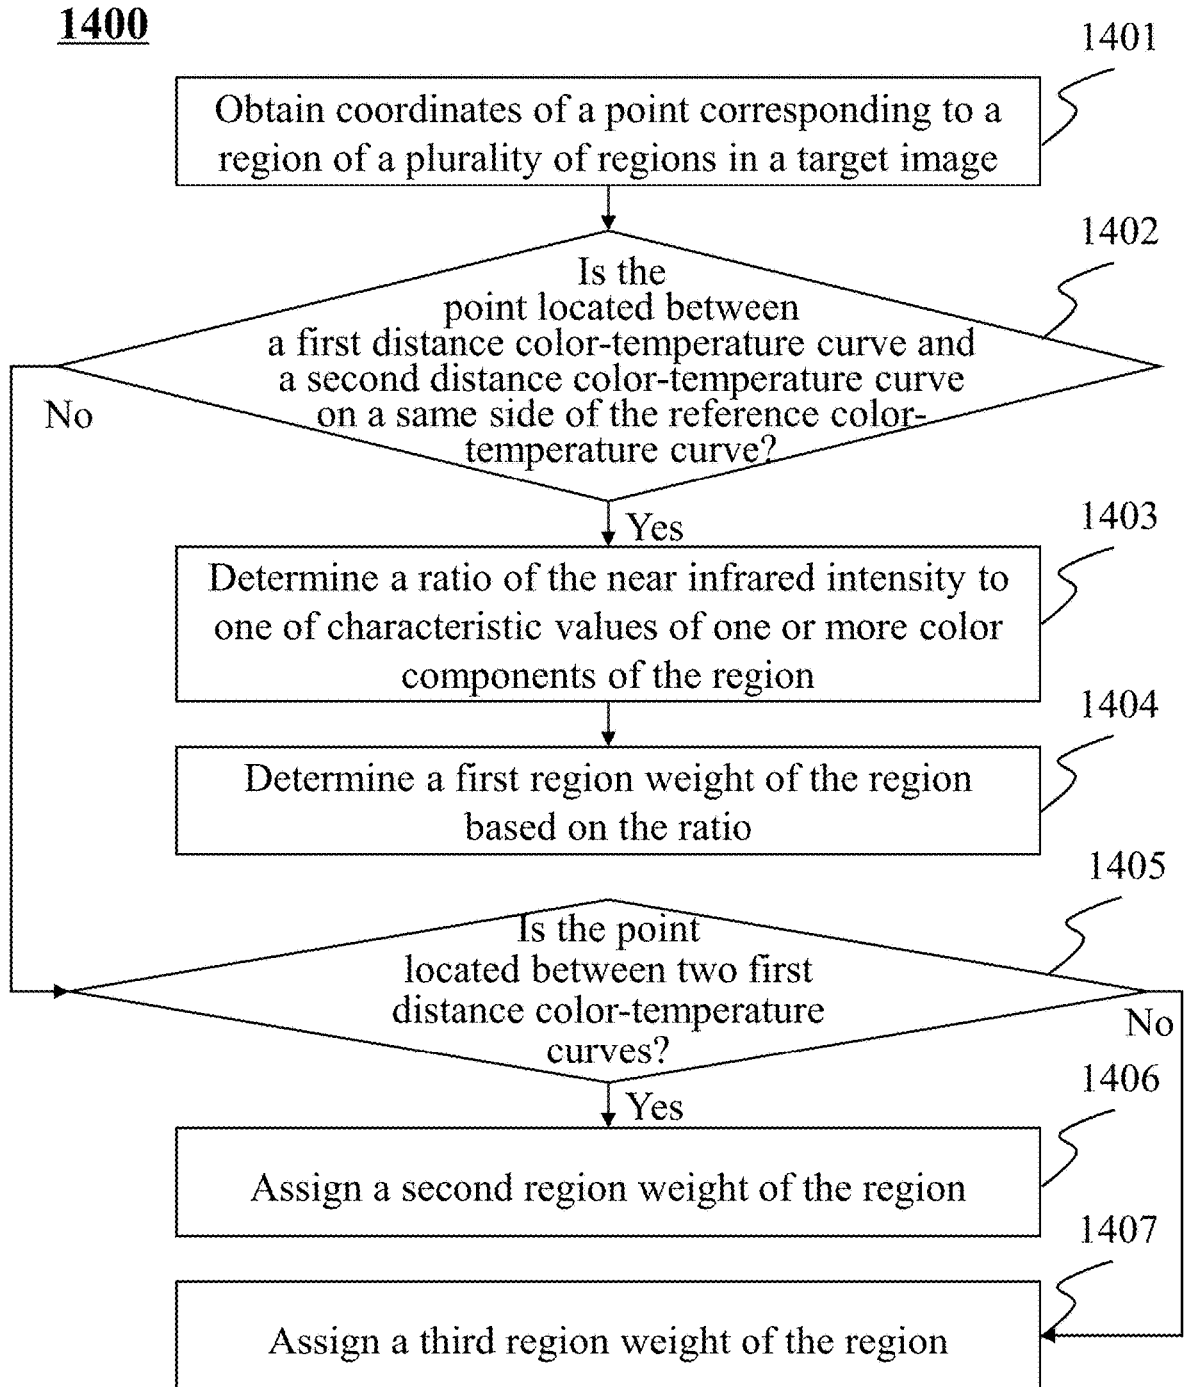 1400
1401
Obtain coordinates of a point corresponding to a
region of a plurality of regions in a target image
1402
Is the
point located between
a first distance color-temperature curve and
a second distance color-temperature curve
on a same side of the reference color-
temperature curve?
No
Yes
1403
Determine a ratio of the near infrared intensity to
one of characteristic values of one or more color
components of the region
1404
Determine a first region weight of the region
based on the ratio
1405
Is the point
located between two first
distance color-temperature
curves?
No
Yes
1406
Assign a second region weight of the region
1407
Assign a third region weight of the region